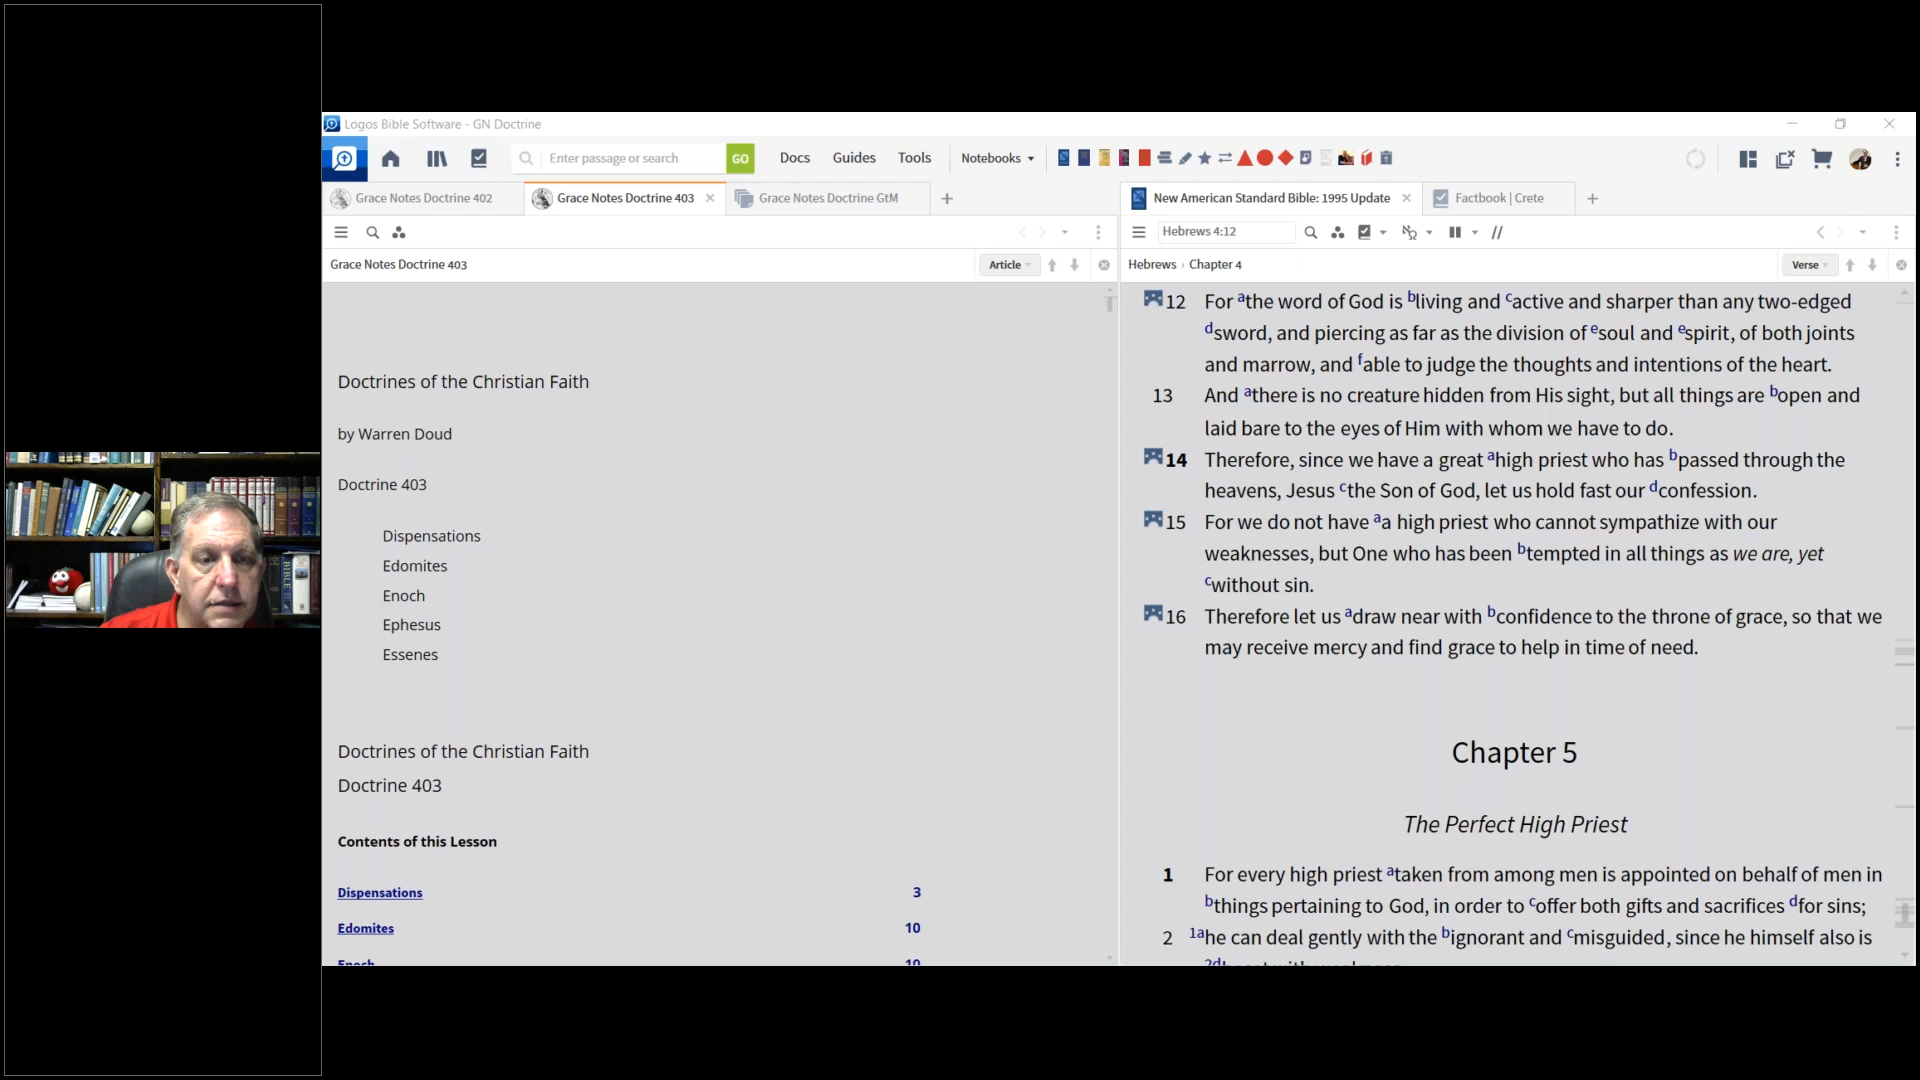 Logos Bible Software - GN Doctrine
Enter passage or search
GO
Docs
Guides
Tools
Notebooks
Grace Notes Doctrine 402
Grace Notes Doctrine 403
Grace Notes Doctrine GtM
Grace Notes Doctrine 403
Article
Doctrines of the Christian Faith
by Warren Doud
Doctrine 403
Dispensations
Edomites
Enoch
Ephesus
Essenes
Doctrines of the Christian Faith
Doctrine 403
Contents of this Lesson
Dispensations 3
Edomites 10
Enoch 10
New American Standard Bible: 1995 Update
Factbook | Crete
Hebrews 4:12
Hebrews › Chapter 4
Verse
12 For ªthe word of God is ᵇliving and ᶜactive and sharper than any two-edged
ᵈsword, and piercing as far as the division of ᵉsoul and ᵉspirit, of both joints
and marrow, and ᶠable to judge the thoughts and intentions of the heart.
13 And ªthere is no creature hidden from His sight, but all things are ᵇopen and
laid bare to the eyes of Him with whom we have to do.
14 Therefore, since we have a great ªhigh priest who has ᵇpassed through the
heavens, Jesus ᶜthe Son of God, let us hold fast our ᵈconfession.
15 For we do not have ªa high priest who cannot sympathize with our
weaknesses, but One who has been ᵇtempted in all things as we are, yet
ᶜwithout sin.
16 Therefore let us ªdraw near with ᵇconfidence to the throne of grace, so that we
may receive mercy and find grace to help in time of need.
Chapter 5
The Perfect High Priest
1 For every high priest ªtaken from among men is appointed on behalf of men in
ᵇthings pertaining to God, in order to ᶜoffer both gifts and sacrifices ᵈfor sins;
2 ¹ªhe can deal gently with the ᵇignorant and ᶜmisguided, since he himself also is
BIBLE